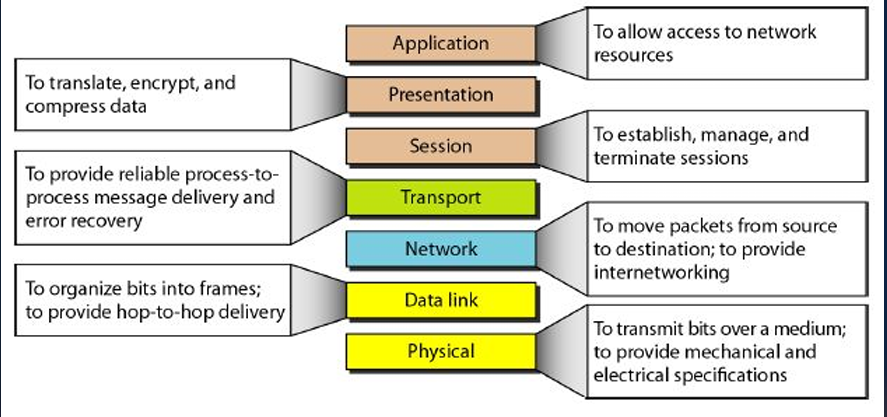 Application
To allow access to network
resources
To translate, encrypt, and
compress data
Presentation
Session
To establish, manage, and
terminate sessions
To provide reliable process-to-
process message delivery and
error recovery
Transport
Network
To move packets from source
to destination; to provide
internetworking
To organize bits into frames;
to provide hop-to-hop delivery
Data link
Physical
To transmit bits over a medium;
to provide mechanical and
electrical specifications